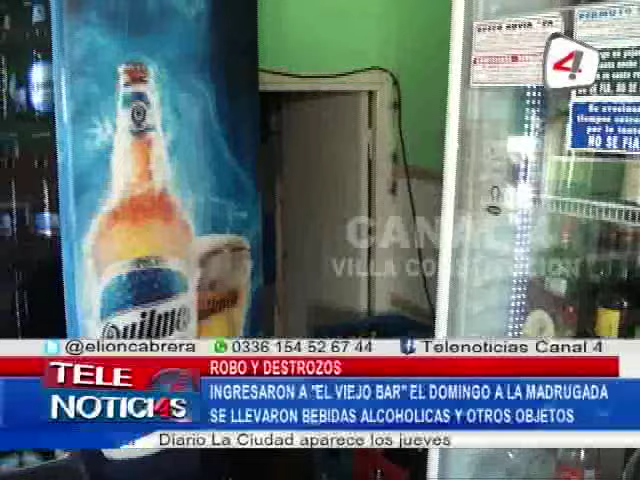 4
NO SE FIA
Quilmes
CANAL 4
VILLA CONSTITUCION
@elioncabrera 0336 154 52 67 44 Telenoticias Canal 4
ROBO Y DESTROZOS
TELE
NOTICI4S
INGRESARON A "EL VIEJO BAR" EL DOMINGO A LA MADRUGADA
SE LLEVARON BEBIDAS ALCOHOLICAS Y OTROS OBJETOS
Diario La Ciudad aparece los jueves